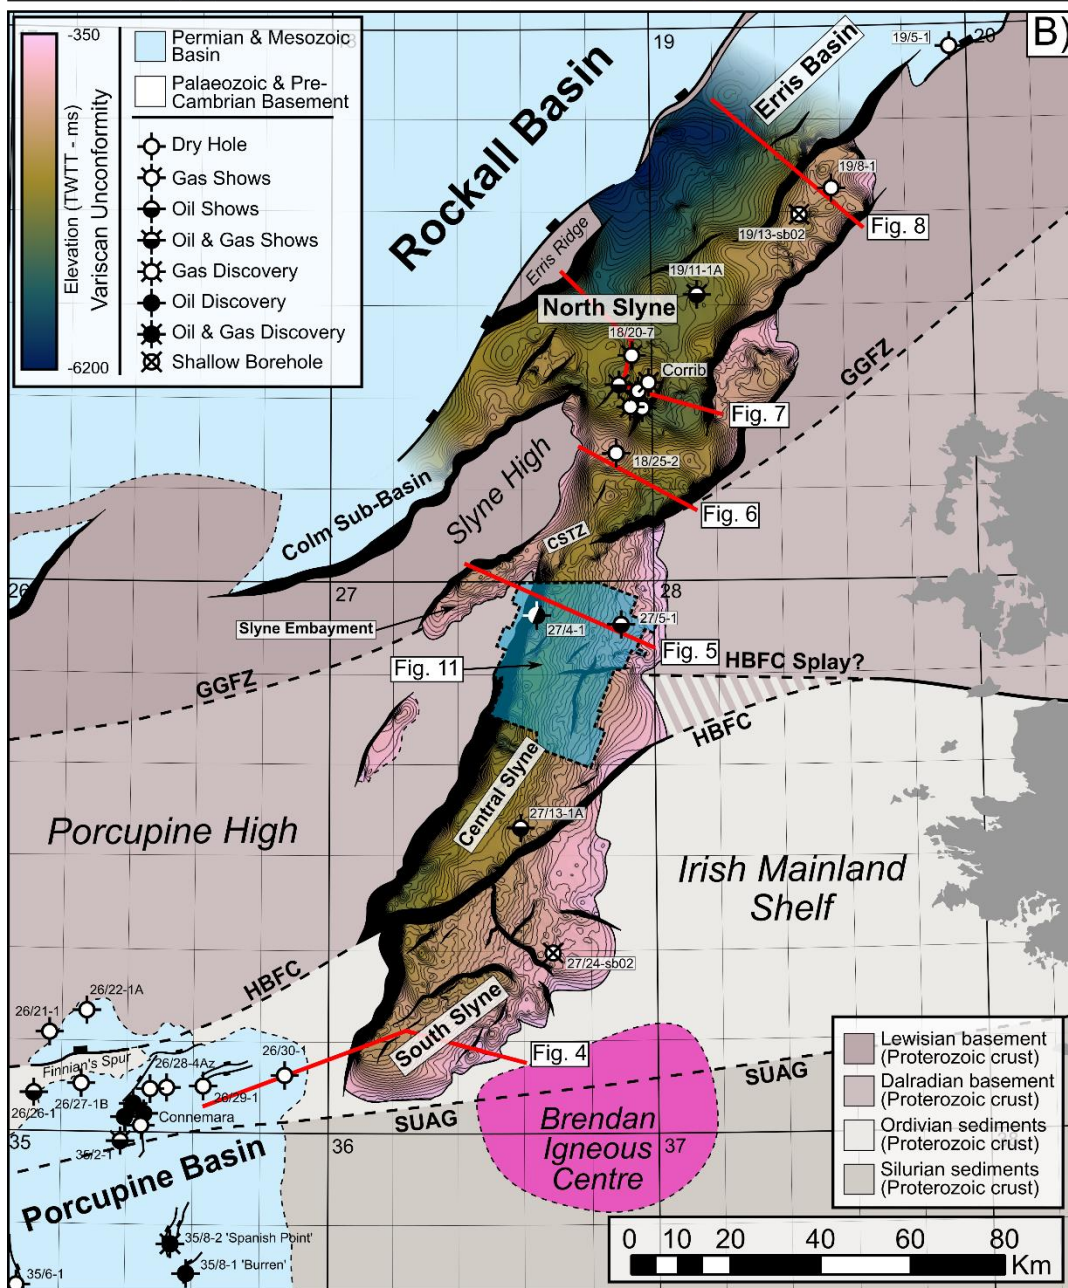 B)
-350
-6200
Elevation (TWTT - ms)
Variscan Unconformity
Permian & Mesozoic
Basin
Palaeozoic & Pre-
Cambrian Basement
Dry Hole
Gas Shows
Oil Shows
Oil & Gas Shows
Gas Discovery
Oil Discovery
Oil & Gas Discovery
Shallow Borehole
18
19
20
19/5-1
Erris Basin
Rockall Basin
19/8-1
19/13-sb02
Fig. 8
Erris Ridge
19/11-1A
North Slyne
18/20-7
Corrib
GGFZ
Fig. 7
18/25-2
Slyne High
Colm Sub-Basin
Fig. 6
CSTZ
26
27
28
Slyne Embayment
27/4-1
27/5-1
Fig. 5
Fig. 11
HBFC Splay?
GGFZ
HBFC
Central Slyne
27/13-1A
Porcupine High
Irish Mainland
Shelf
27/24-sb02
HBFC
26/22-1A
26/21-1
South Slyne
Fig. 4
Finnian's Spur
26/28-4Az
26/30-1
26/26-1
26/27-1B
26/29-1
Connemara
SUAG
SUAG
35
36
37
35/2-1
Brendan
Igneous
Centre
Porcupine Basin
35/8-2 'Spanish Point'
35/8-1 'Burren'
35/6-1
Lewisian basement
(Proterozoic crust)
Dalradian basement
(Proterozoic crust)
Ordivian sediments
(Proterozoic crust)
Silurian sediments
(Proterozoic crust)
0 10 20 40 60 80
Km